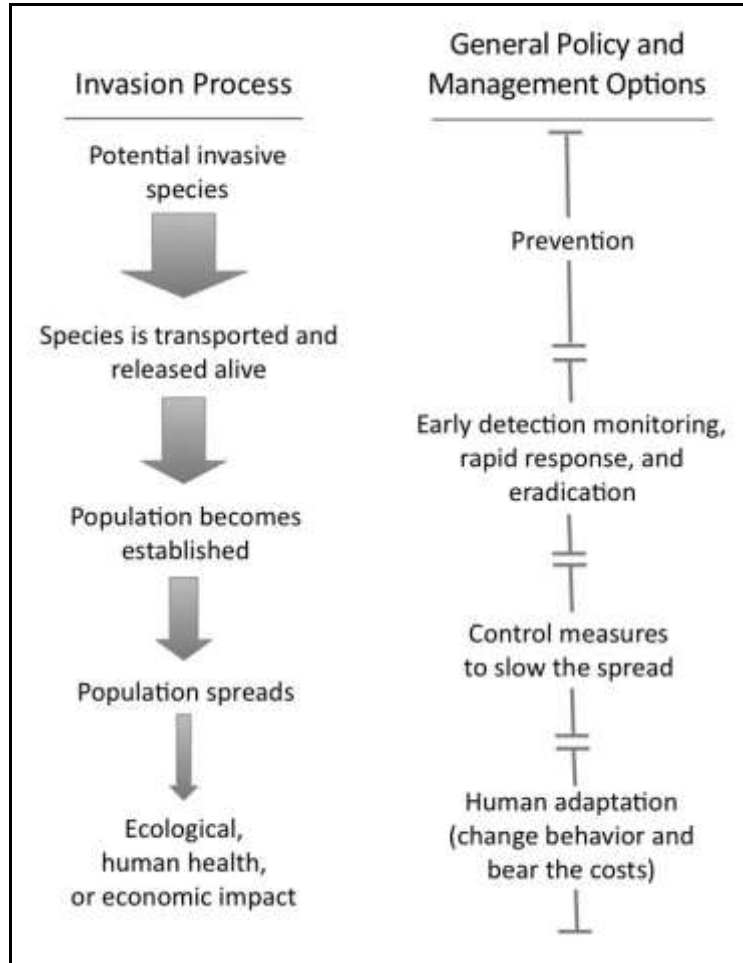 Invasion Process
Potential invasive
species
Species is transported and
released alive
Population becomes
established
Population spreads
Ecological,
human health,
or economic impact
General Policy and
Management Options
Prevention
Early detection monitoring,
rapid response, and
eradication
Control measures
to slow the spread
Human adaptation
(change behavior and
bear the costs)